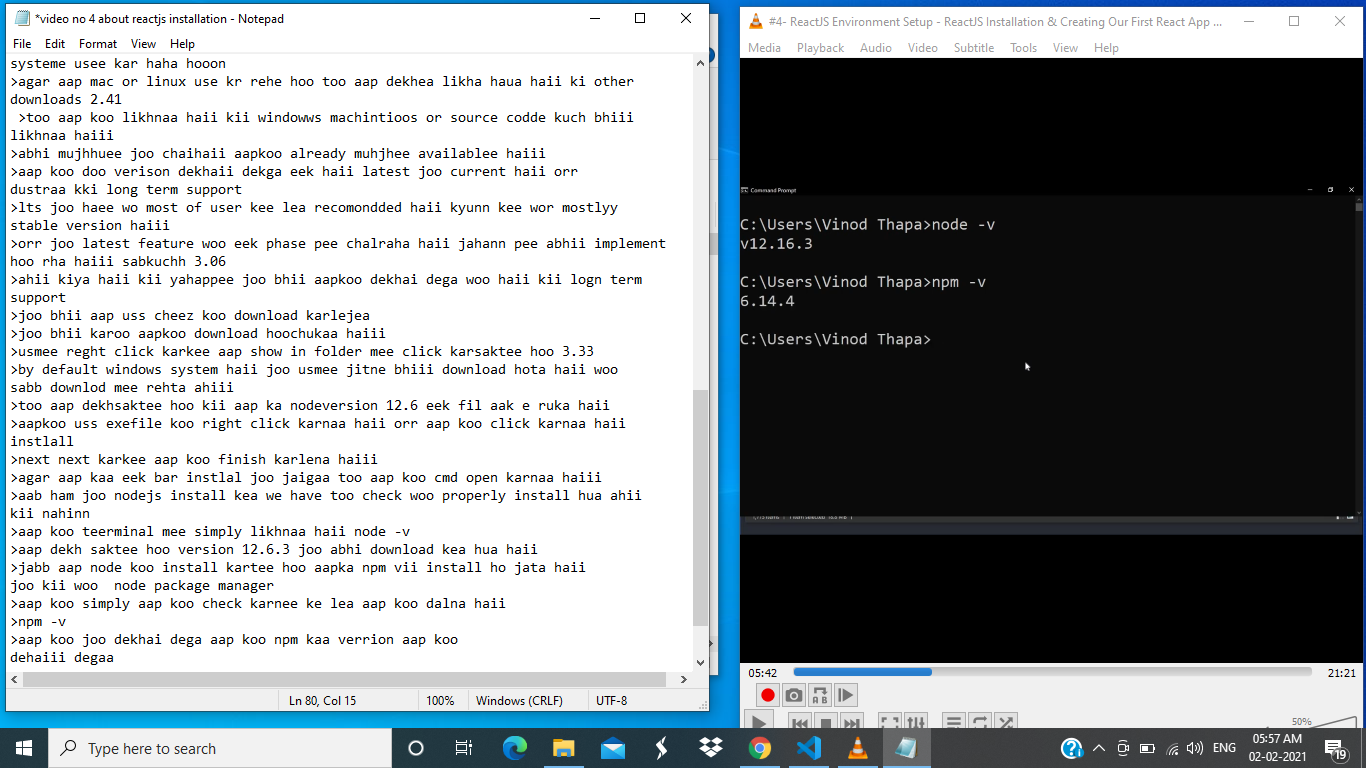 *video no 4 about reactjs installation - Notepad
File Edit Format View Help
systeme usee kar haha hooon
>agar aap mac or linux use kr rehe hoo too aap dekhea likha haua haii ki other
downloads 2.41
>too aap koo likhnaa haii kii windowws machintioos or source codde kuch bhiii
likhnaa haiii
>abhi mujhhuee joo chaihaii aapkoo already muhjhee availablee haiii
>aap koo doo verison dekhaii dekga eek haii latest joo current haii orr
dustraa kki long term support
>lts joo haee wo most of user kee lea recomondded haii kyunn kee wor mostlyy
stable version haiii
>orr joo latest feature woo eek phase pee chalraha haii jahann pee abhii implement
hoo rha haiii sabkuchh 3.06
>ahii kiya haii kii yahappee joo bhii aapkoo dekhai dega woo haii kii logn term
support
>joo bhii aap uss cheez koo download karlejea
>joo bhii karoo aapkoo download hoochukaa haiii
>usmee reght click karkee aap show in folder mee click karsaktee hoo 3.33
>by default windows system haii joo usmee jitne bhiii download hota haii woo
sabb downlod mee rehta ahiii
>too aap dekhsaktee hoo kii aap ka nodeversion 12.6 eek fil aak e ruka haii
>aapkoo uss exefile koo right click karnaa haii orr aap koo click karnaa haii
instlall
>next next karkee aap koo finish karlena haiii
>agar aap kaa eek bar instlal joo jaigaa too aap koo cmd open karnaa haiii
>aab ham joo nodejs install kea we have too check woo properly install hua ahii
kii nahinn
>aap koo teerminal mee simply likhnaa haii node -v
>aap dekh saktee hoo version 12.6.3 joo abhi download kea hua haii
>jabb aap node koo install kartee hoo aapka npm vii install ho jata haii
joo kii woo  node package manager
>aap koo simply aap koo check karnee ke lea aap koo dalna haii
>npm -v
>aap koo joo dekhai dega aap koo npm kaa verrion aap koo
dehaiii degaa
Ln 80, Col 15 100% Windows (CRLF) UTF-8
#4- ReactJS Environment Setup - ReactJS Installation & Creating Our First React App ...
Media Playback Audio Video Subtitle Tools View Help
Command Prompt
C:\Users\Vinod Thapa>node -v
v12.16.3
C:\Users\Vinod Thapa>npm -v
6.14.4
C:\Users\Vinod Thapa>
05:42 21:21
A B
50%
Type here to search
ENG
05:57 AM
02-02-2021
19